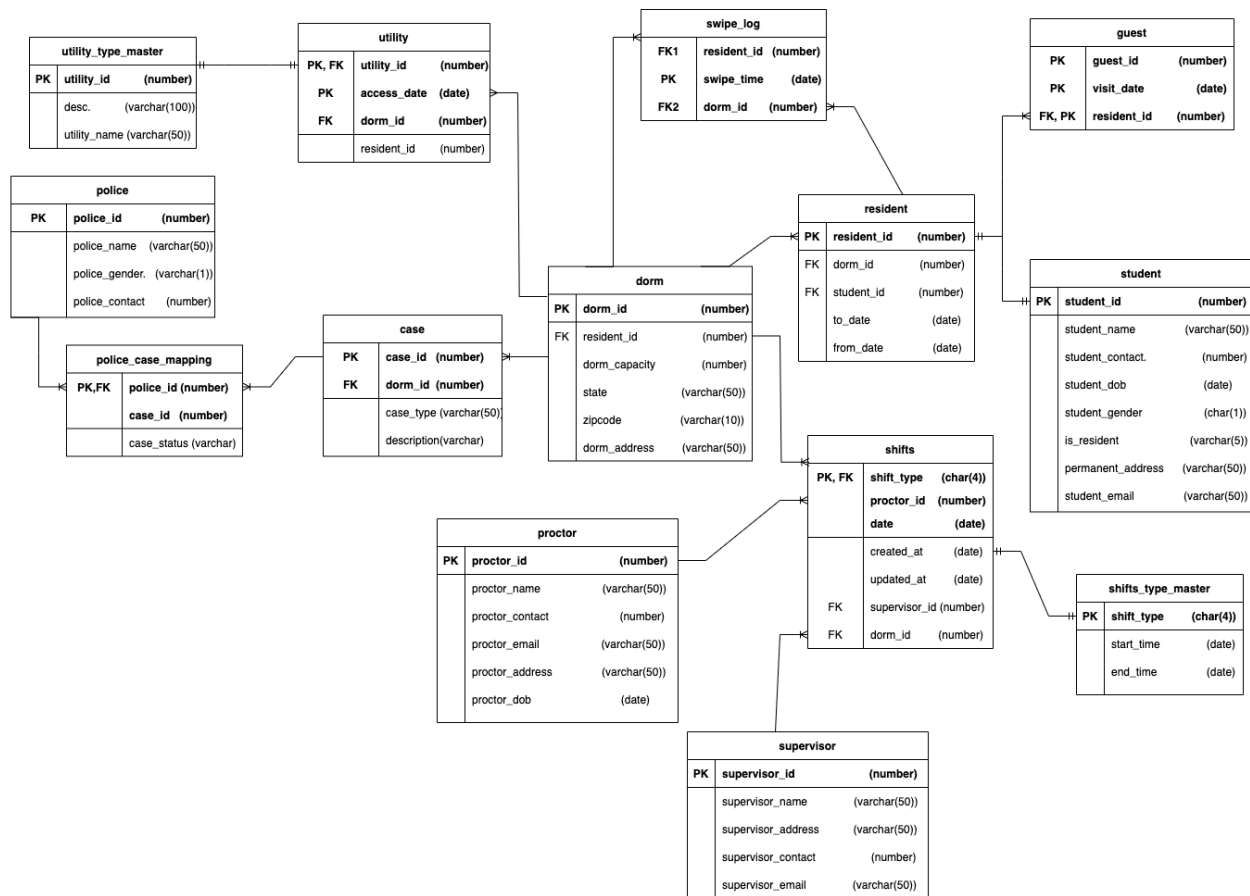 utility_type_master
PK utility_id (number)
desc. (varchar(100))
utility_name (varchar(50))
utility
PK, FK utility_id (number)
PK access_date (date)
FK dorm_id (number)
resident_id (number)
swipe_log
FK1 resident_id (number)
PK swipe_time (date)
FK2 dorm_id (number)
guest
PK guest_id (number)
PK visit_date (date)
FK, PK resident_id (number)
police
PK police_id (number)
police_name (varchar(50))
police_gender. (varchar(1))
police_contact (number)
resident
PK resident_id (number)
FK dorm_id (number)
FK student_id (number)
to_date (date)
from_date (date)
student
PK student_id (number)
student_name (varchar(50))
student_contact. (number)
student_dob (date)
student_gender (char(1))
is_resident (varchar(5))
permanent_address (varchar(50))
student_email (varchar(50))
dorm
PK dorm_id (number)
FK resident_id (number)
dorm_capacity (number)
state (varchar(50))
zipcode (varchar(10))
dorm_address (varchar(50))
case
PK case_id (number)
FK dorm_id (number)
case_type (varchar(50))
description(varchar)
police_case_mapping
PK,FK police_id (number)
case_id (number)
case_status (varchar)
shifts
PK, FK shift_type (char(4))
proctor_id (number)
date (date)
created_at (date)
updated_at (date)
FK supervisor_id (number)
FK dorm_id (number)
proctor
PK proctor_id (number)
proctor_name (varchar(50))
proctor_contact (number)
proctor_email (varchar(50))
proctor_address (varchar(50))
proctor_dob (date)
shifts_type_master
PK shift_type (char(4))
start_time (date)
end_time (date)
supervisor
PK supervisor_id (number)
supervisor_name (varchar(50))
supervisor_address (varchar(50))
supervisor_contact (number)
supervisor_email (varchar(50))